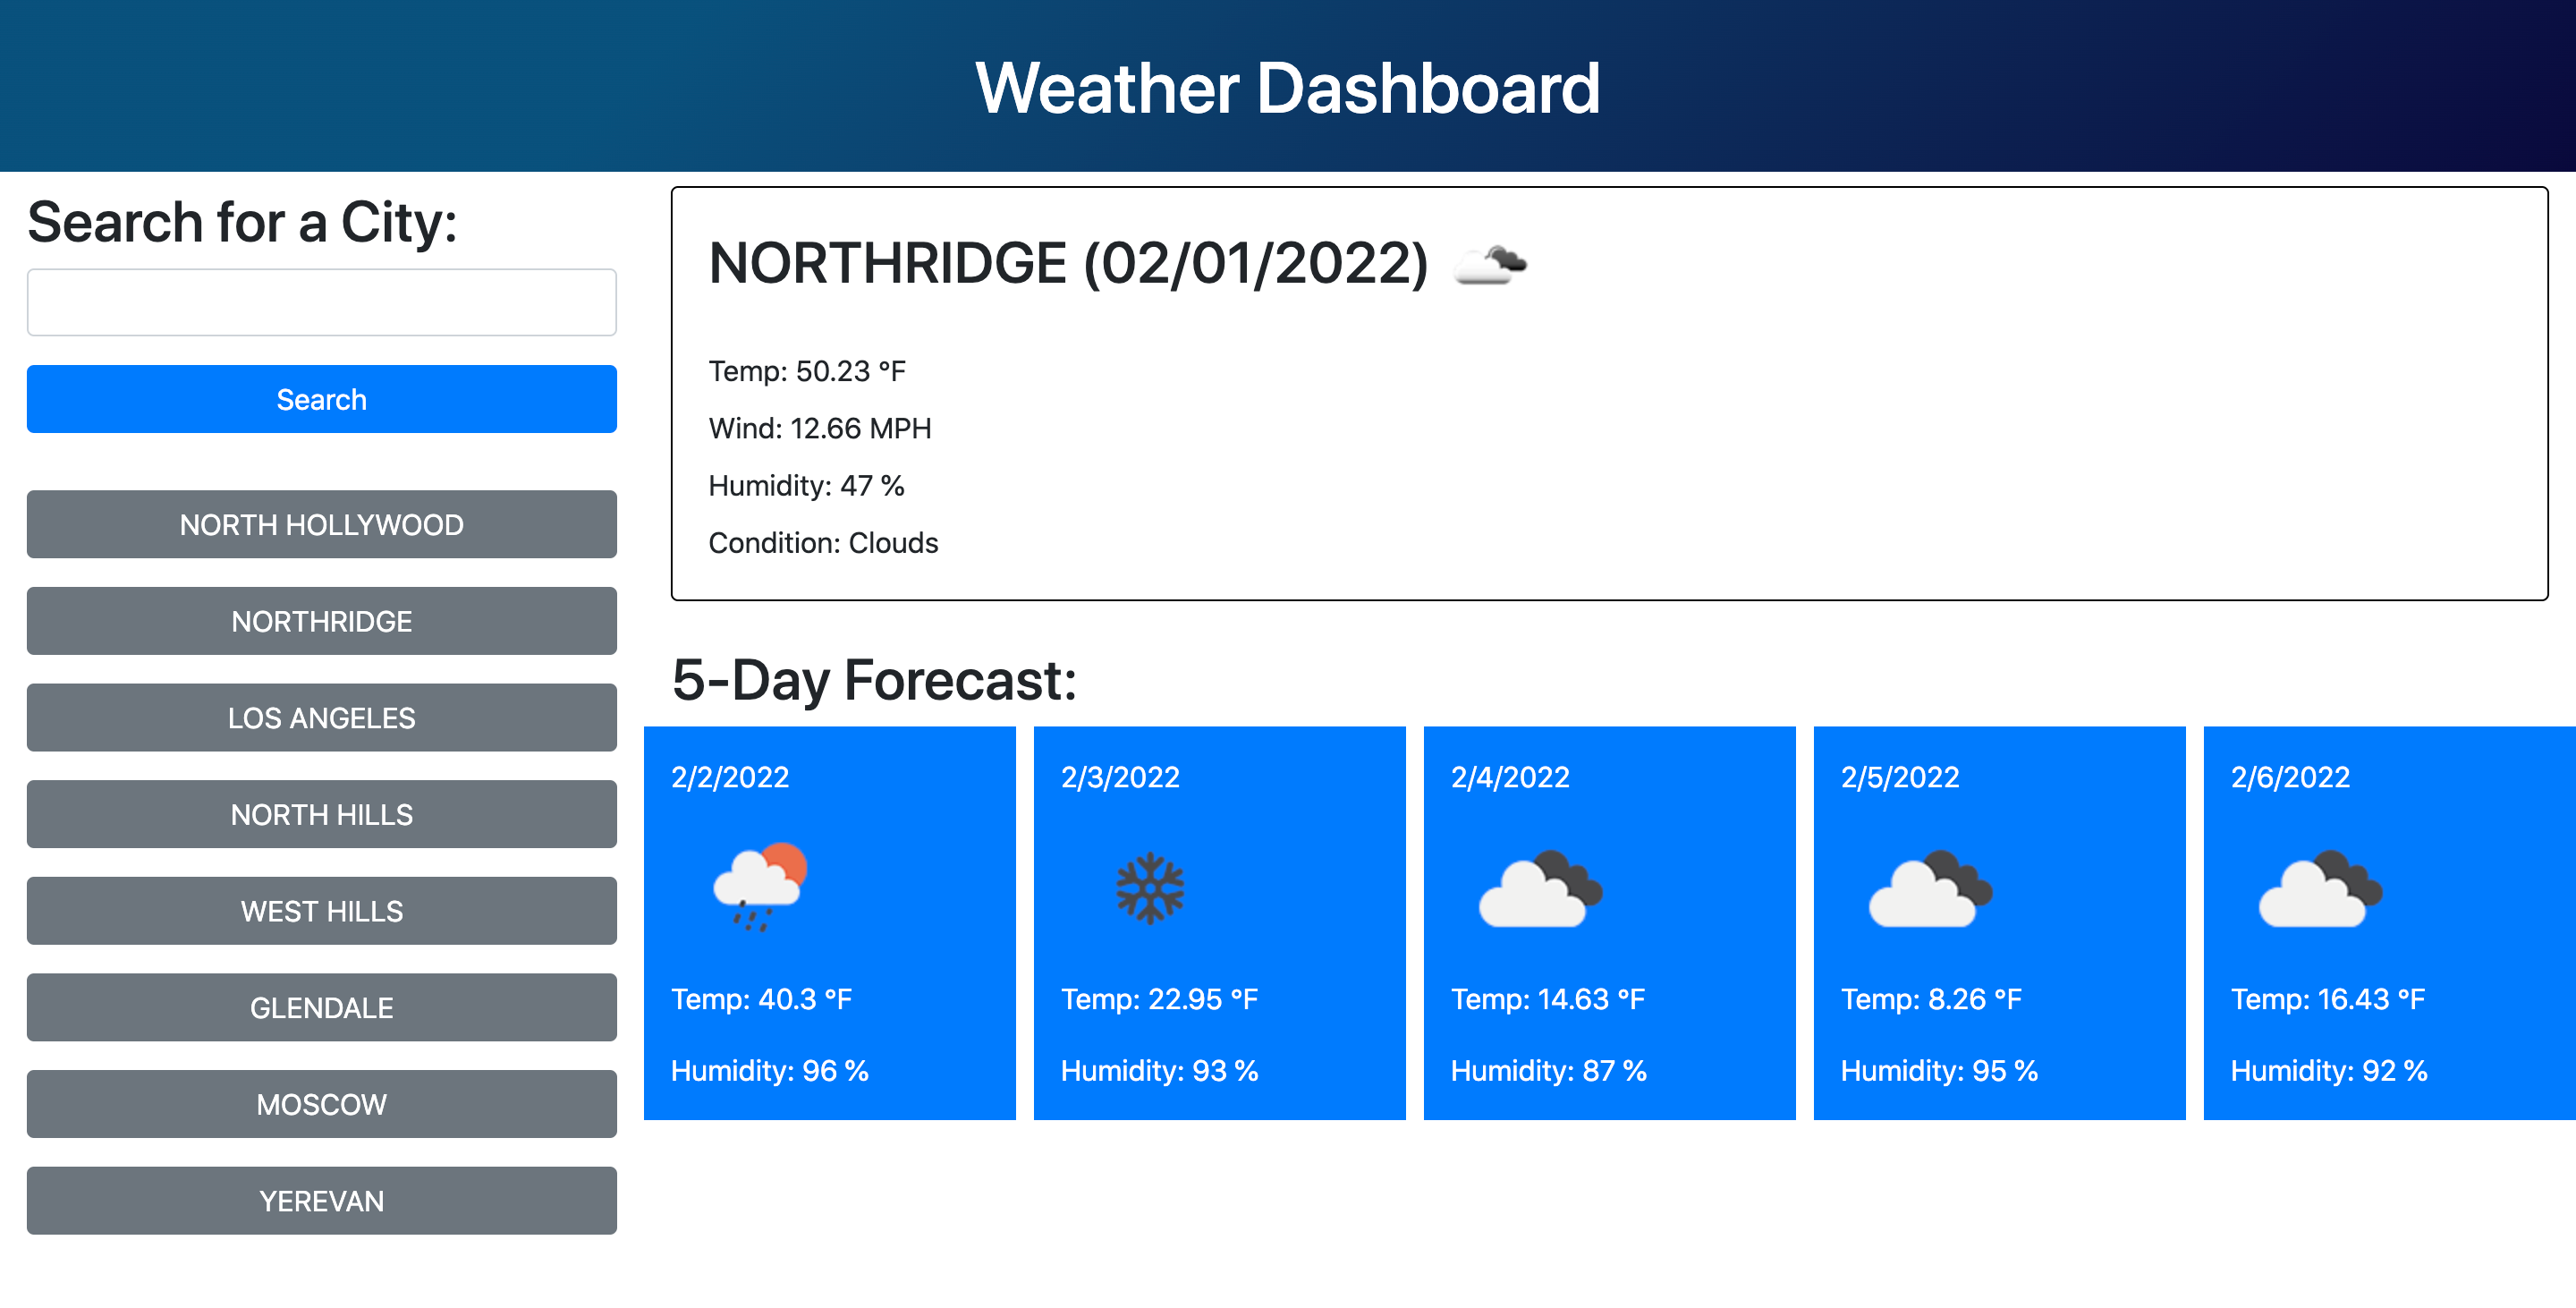 Weather Dashboard
Search for a City:
Search
NORTH HOLLYWOOD
NORTHRIDGE
LOS ANGELES
NORTH HILLS
WEST HILLS
GLENDALE
MOSCOW
YEREVAN
NORTHRIDGE (02/01/2022)
Temp: 50.23 °F
Wind: 12.66 MPH
Humidity: 47 %
Condition: Clouds
5-Day Forecast:
2/2/2022
Temp: 40.3 °F
Humidity: 96 %
2/3/2022
Temp: 22.95 °F
Humidity: 93 %
2/4/2022
Temp: 14.63 °F
Humidity: 87 %
2/5/2022
Temp: 8.26 °F
Humidity: 95 %
2/6/2022
Temp: 16.43 °F
Humidity: 92 %